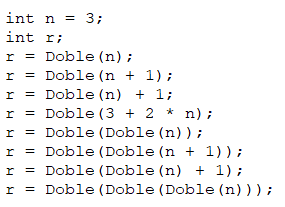 int n = 3;
int r;
r = Doble(n);
r = Doble(n + 1);
r = Doble(n) + 1;
r = Doble(3 + 2 * n);
r = Doble(Doble(n));
r = Doble(Doble(n + 1));
r = Doble(Doble(n) + 1);
r = Doble(Doble(Doble(n)));